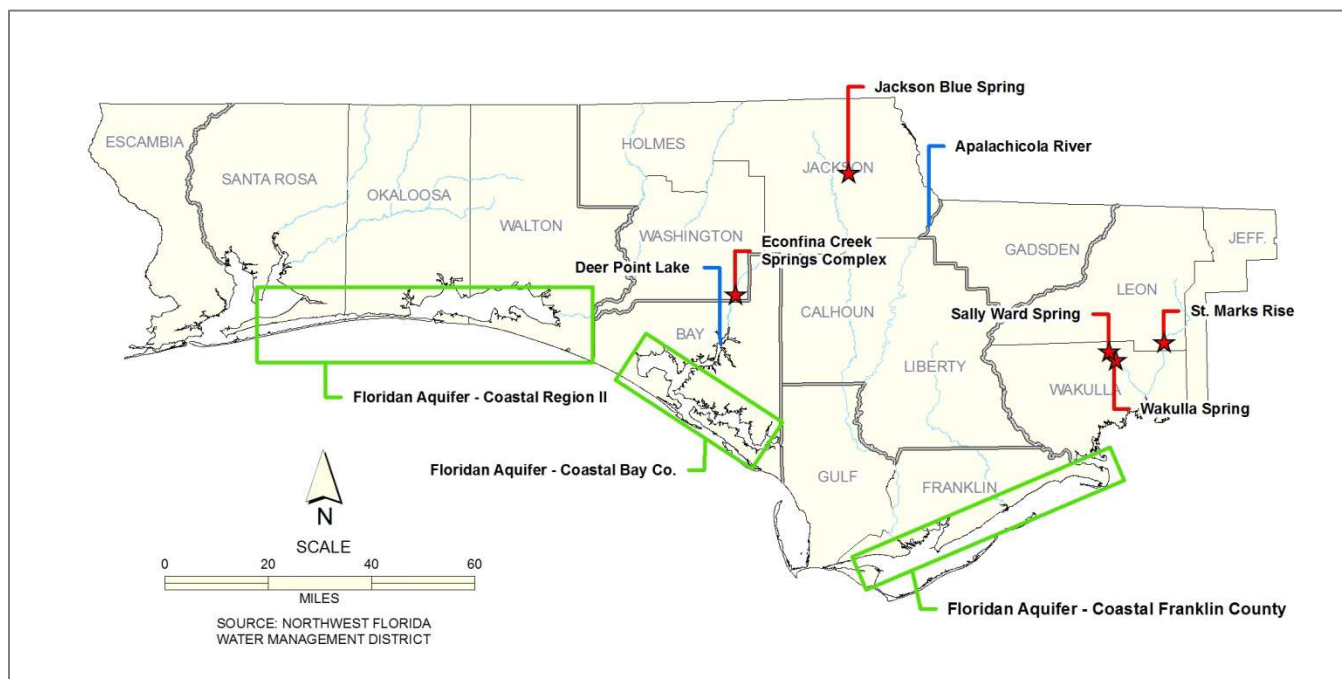 Jackson Blue Spring
ESCAMBIA
HOLMES
Apalachicola River
JACKSON
SANTA ROSA
OKALOOSA
WALTON
WASHINGTON
Econfina Creek
Springs Complex
GADSDEN
JEFF.
Deer Point Lake
LEON
CALHOUN
Sally Ward Spring
St. Marks Rise
BAY
LIBERTY
WAKULLA
Floridan Aquifer - Coastal Region II
Wakulla Spring
Floridan Aquifer - Coastal Bay Co.
GULF
FRANKLIN
N
SCALE
0 20 40 60
MILES
Floridan Aquifer - Coastal Franklin County
SOURCE: NORTHWEST FLORIDA
WATER MANAGEMENT DISTRICT